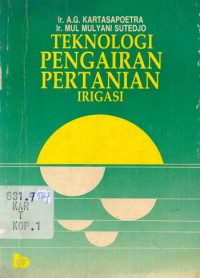 Ir. A.G. KARTASAPOETRA
Ir. MUL MULYANI SUTEDJO
TEKNOLOGI
PENGAIRAN
PERTANIAN
IRIGASI
631.7
KAR
T
KOP.1